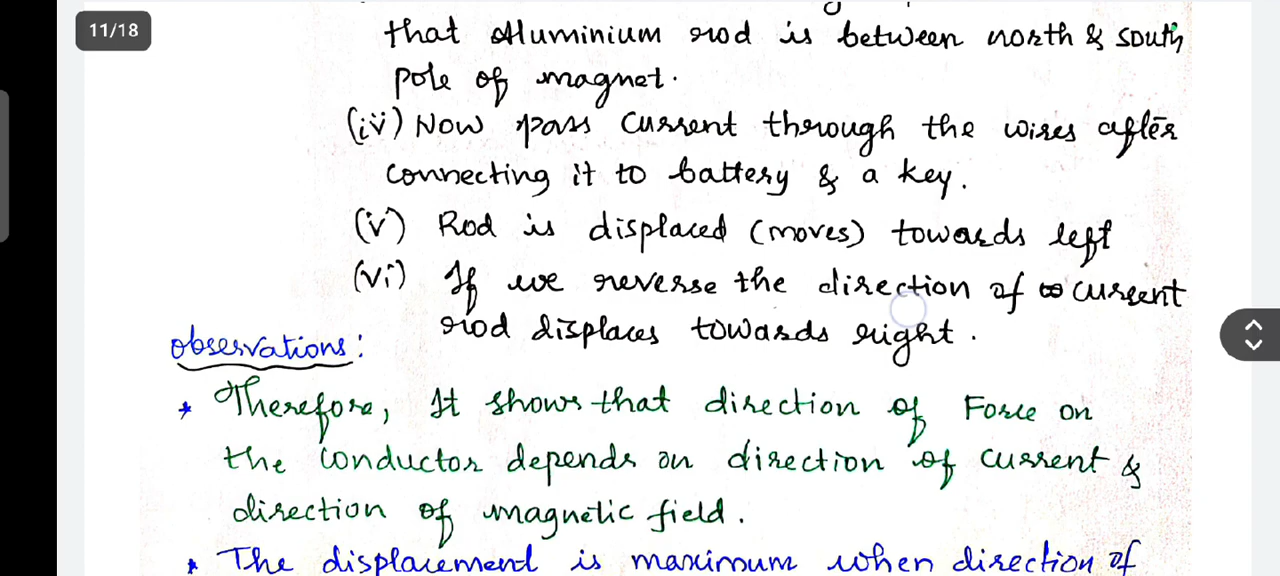 11/18
that Aluminium rod is between north & south
pole of magnet.
(iv) Now pass current through the wires after
connecting it to battery & a key.
(v) Rod is displaced (moves) towards left
(vi) If we reverse the direction of current
rod displaces towards right.
observations:
* Therefore, It shows that direction of Force on
the conductor depends on direction of current &
direction of magnetic field.
* The displacement is maximum when direction of